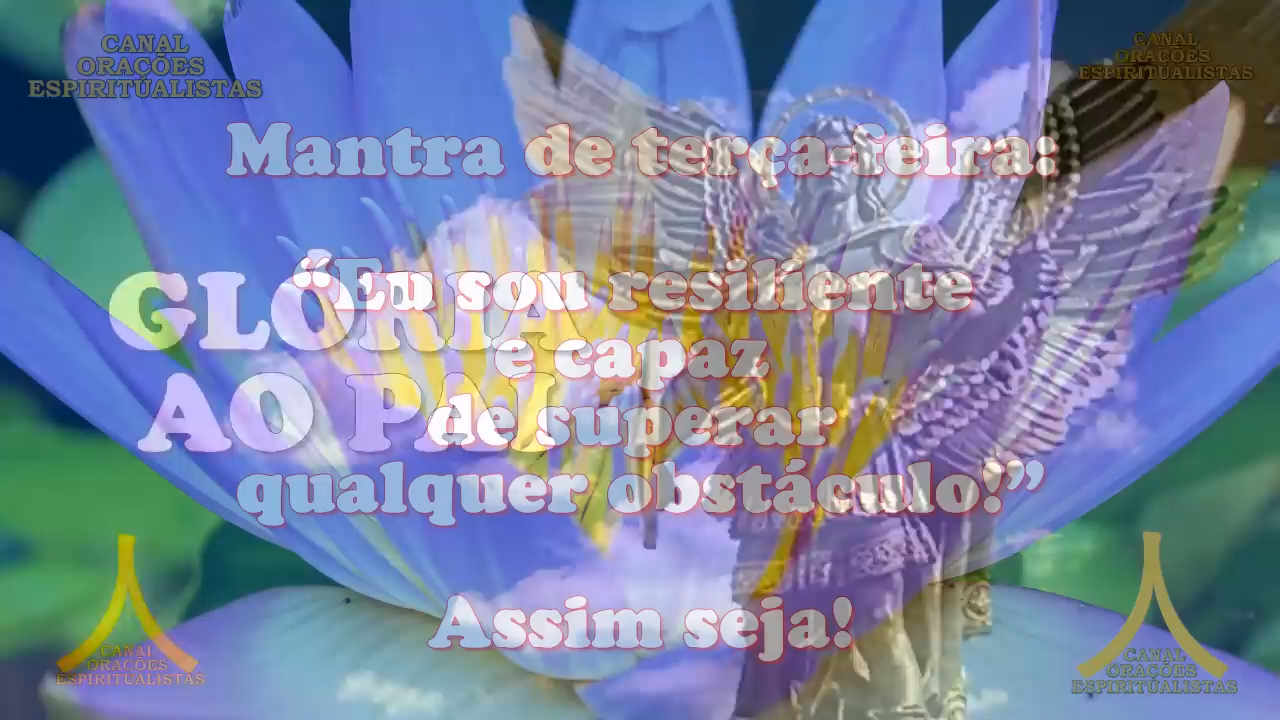 CANAL
ORAÇÕES
ESPIRITUALISTAS
CANAL
ORAÇÕES
ESPIRITUALISTAS
Mantra de terça-feira:
“Eu sou resiliente
e capaz
de superar
qualquer obstáculo!”
Assim seja!
GLÓRIA
AO PAI
CANAL
ORAÇÕES
ESPIRITUALISTAS
CANAL
ORAÇÕES
ESPIRITUALISTAS